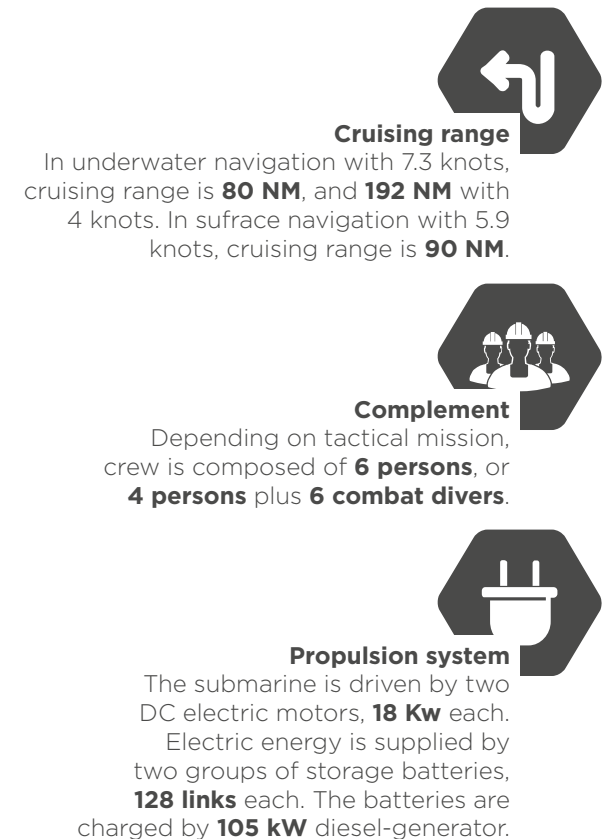 Cruising range
In underwater navigation with 7.3 knots,
cruising range is 80 NM, and 192 NM with
4 knots. In sufrace navigation with 5.9
knots, cruising range is 90 NM.
Complement
Depending on tactical mission,
crew is composed of 6 persons, or
4 persons plus 6 combat divers.
Propulsion system
The submarine is driven by two
DC electric motors, 18 Kw each.
Electric energy is supplied by
two groups of storage batteries,
128 links each. The batteries are
charged by 105 kW diesel-generator.